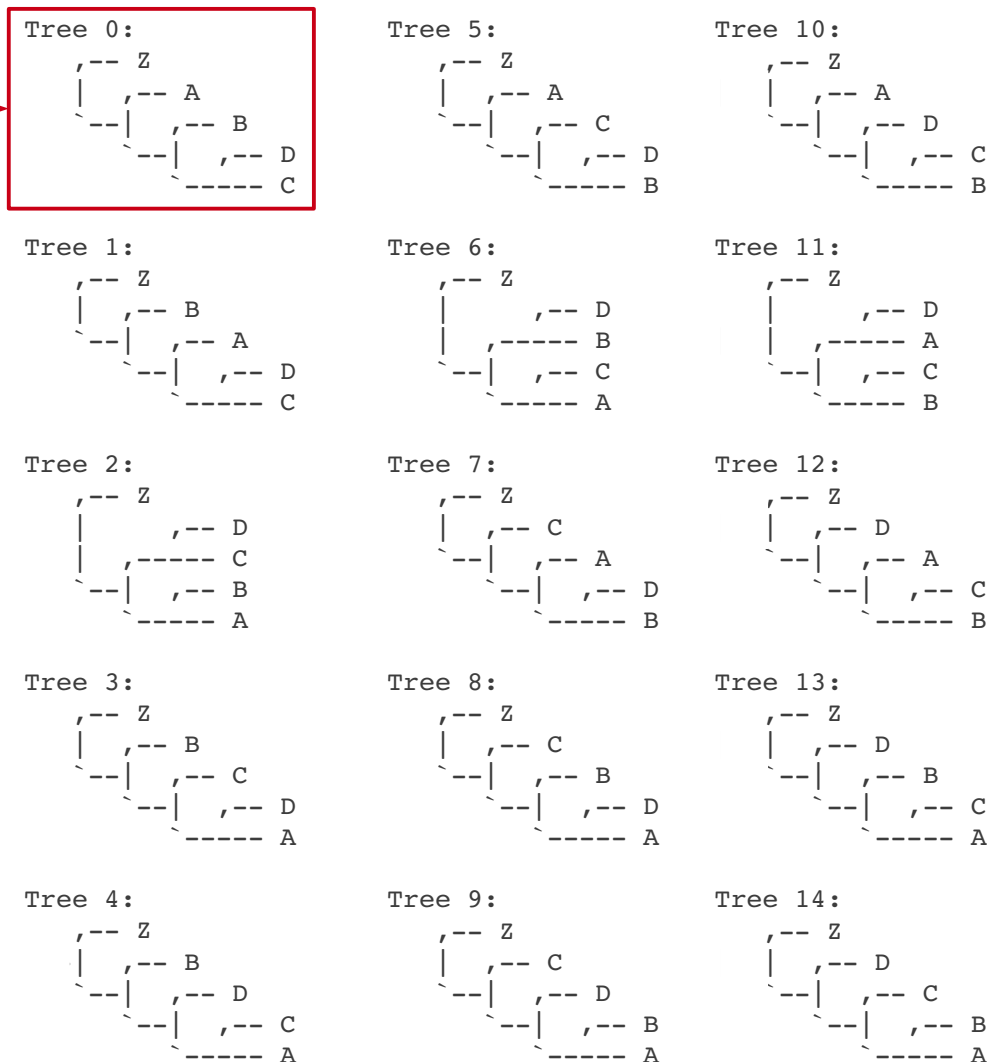 Tree 0:
,-- Z
|  ,-- A
`--|  ,-- B
`--|  ,-- D
`----- C
Tree 1:
,-- Z
|  ,-- B
`--|  ,-- A
`--|  ,-- D
`----- C
Tree 2:
,-- Z
|     ,-- D
|  ,----- C
`--|  ,-- B
`----- A
Tree 3:
,-- Z
|  ,-- B
`--|  ,-- C
`--|  ,-- D
`----- A
Tree 4:
,-- Z
|  ,-- B
`--|  ,-- D
`--|  ,-- C
`----- A
Tree 5:
,-- Z
|  ,-- A
`--|  ,-- C
`--|  ,-- D
`----- B
Tree 6:
,-- Z
|     ,-- D
|  ,----- B
`--|  ,-- C
`----- A
Tree 7:
,-- Z
|  ,-- C
`--|  ,-- A
`--|  ,-- D
`----- B
Tree 8:
,-- Z
|  ,-- C
`--|  ,-- B
`--|  ,-- D
`----- A
Tree 9:
,-- Z
|  ,-- C
`--|  ,-- D
`--|  ,-- B
`----- A
Tree 10:
,-- Z
|  ,-- A
`--|  ,-- D
`--|  ,-- C
`----- B
Tree 11:
,-- Z
|     ,-- D
|  ,----- A
`--|  ,-- C
`----- B
Tree 12:
,-- Z
|  ,-- D
`--|  ,-- A
`--|  ,-- C
`----- B
Tree 13:
,-- Z
|  ,-- D
`--|  ,-- B
`--|  ,-- C
`----- A
Tree 14:
,-- Z
|  ,-- D
`--|  ,-- C
`--|  ,-- B
`----- A